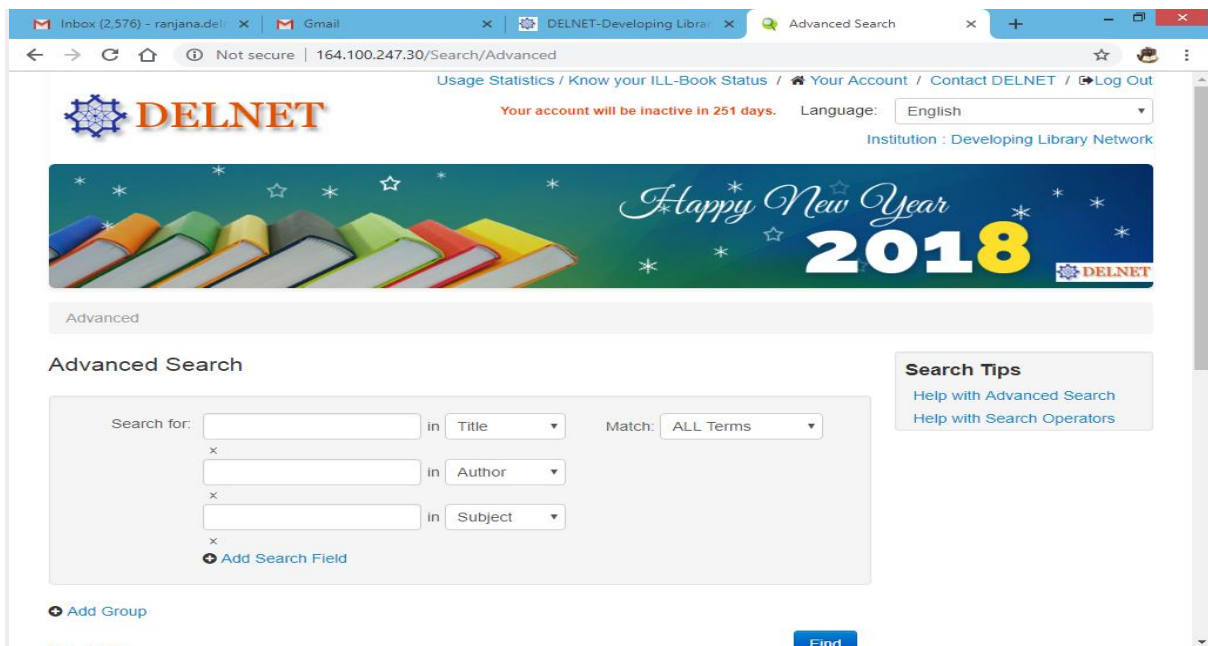 Inbox (2,576) - ranjana.deln
Gmail
DELNET-Developing Librar
Advanced Search
Not secure | 164.100.247.30/Search/Advanced
Usage Statistics / Know your ILL-Book Status / Your Account / Contact DELNET / Log Out
DELNET
Your account will be inactive in 251 days. Language: English
Institution : Developing Library Network
Happy New Year
2018
DELNET
Advanced
Advanced Search
Search Tips
Help with Advanced Search
Help with Search Operators
Search for: in Title Match: ALL Terms
in Author
in Subject
Add Search Field
Add Group
Find